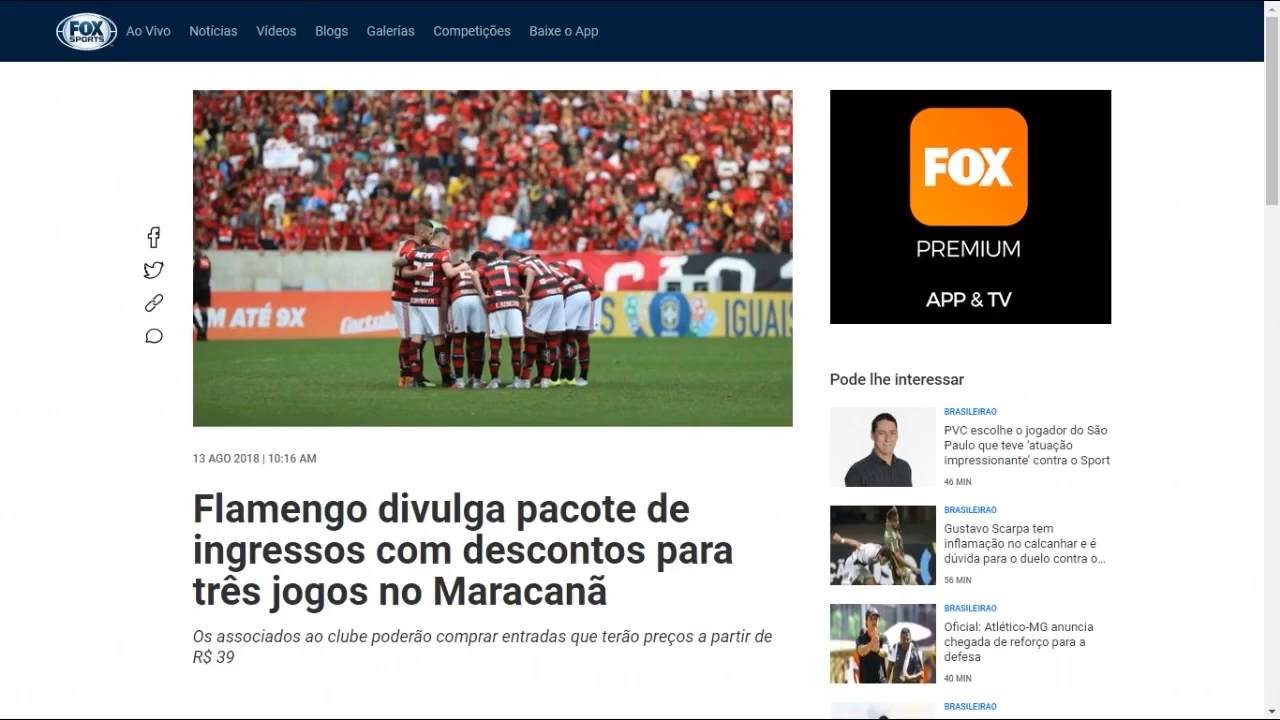 FOX SPORTS
Ao Vivo
Notícias
Vídeos
Blogs
Galerias
Competições
Baixe o App
AÇÃO
M ATÉ 9X
IGUAIS
13 AGO 2018 | 10:16 AM
Flamengo divulga pacote de
ingressos com descontos para
três jogos no Maracanã
Os associados ao clube poderão comprar entradas que terão preços a partir de
R$ 39
FOX
PREMIUM
APP & TV
Pode lhe interessar
BRASILEIRAO
PVC escolhe o jogador do São
Paulo que teve ‘atuação
impressionante’ contra o Sport
46 MIN
BRASILEIRAO
Gustavo Scarpa tem
inflamação no calcanhar e é
dúvida para o duelo contra o...
56 MIN
BRASILEIRAO
Oficial: Atlético-MG anuncia
chegada de reforço para a
defesa
40 MIN
BRASILEIRAO